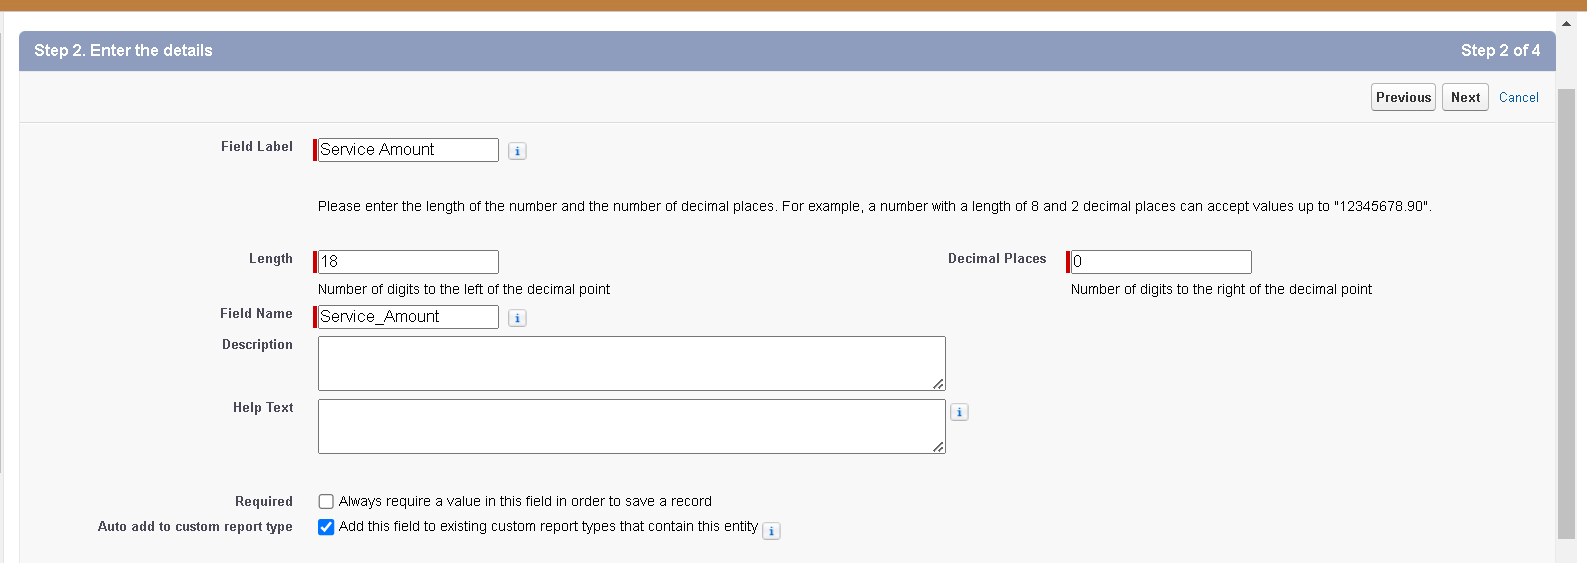 Step 2. Enter the details
Step 2 of 4
Previous
Next
Cancel
Field Label
Service Amount
i
Please enter the length of the number and the number of decimal places. For example, a number with a length of 8 and 2 decimal places can accept values up to "12345678.90".
Length
18
Decimal Places
0
Number of digits to the left of the decimal point
Number of digits to the right of the decimal point
Field Name
Service_Amount
i
Description
Help Text
i
Required
Always require a value in this field in order to save a record
Auto add to custom report type
Add this field to existing custom report types that contain this entity
i